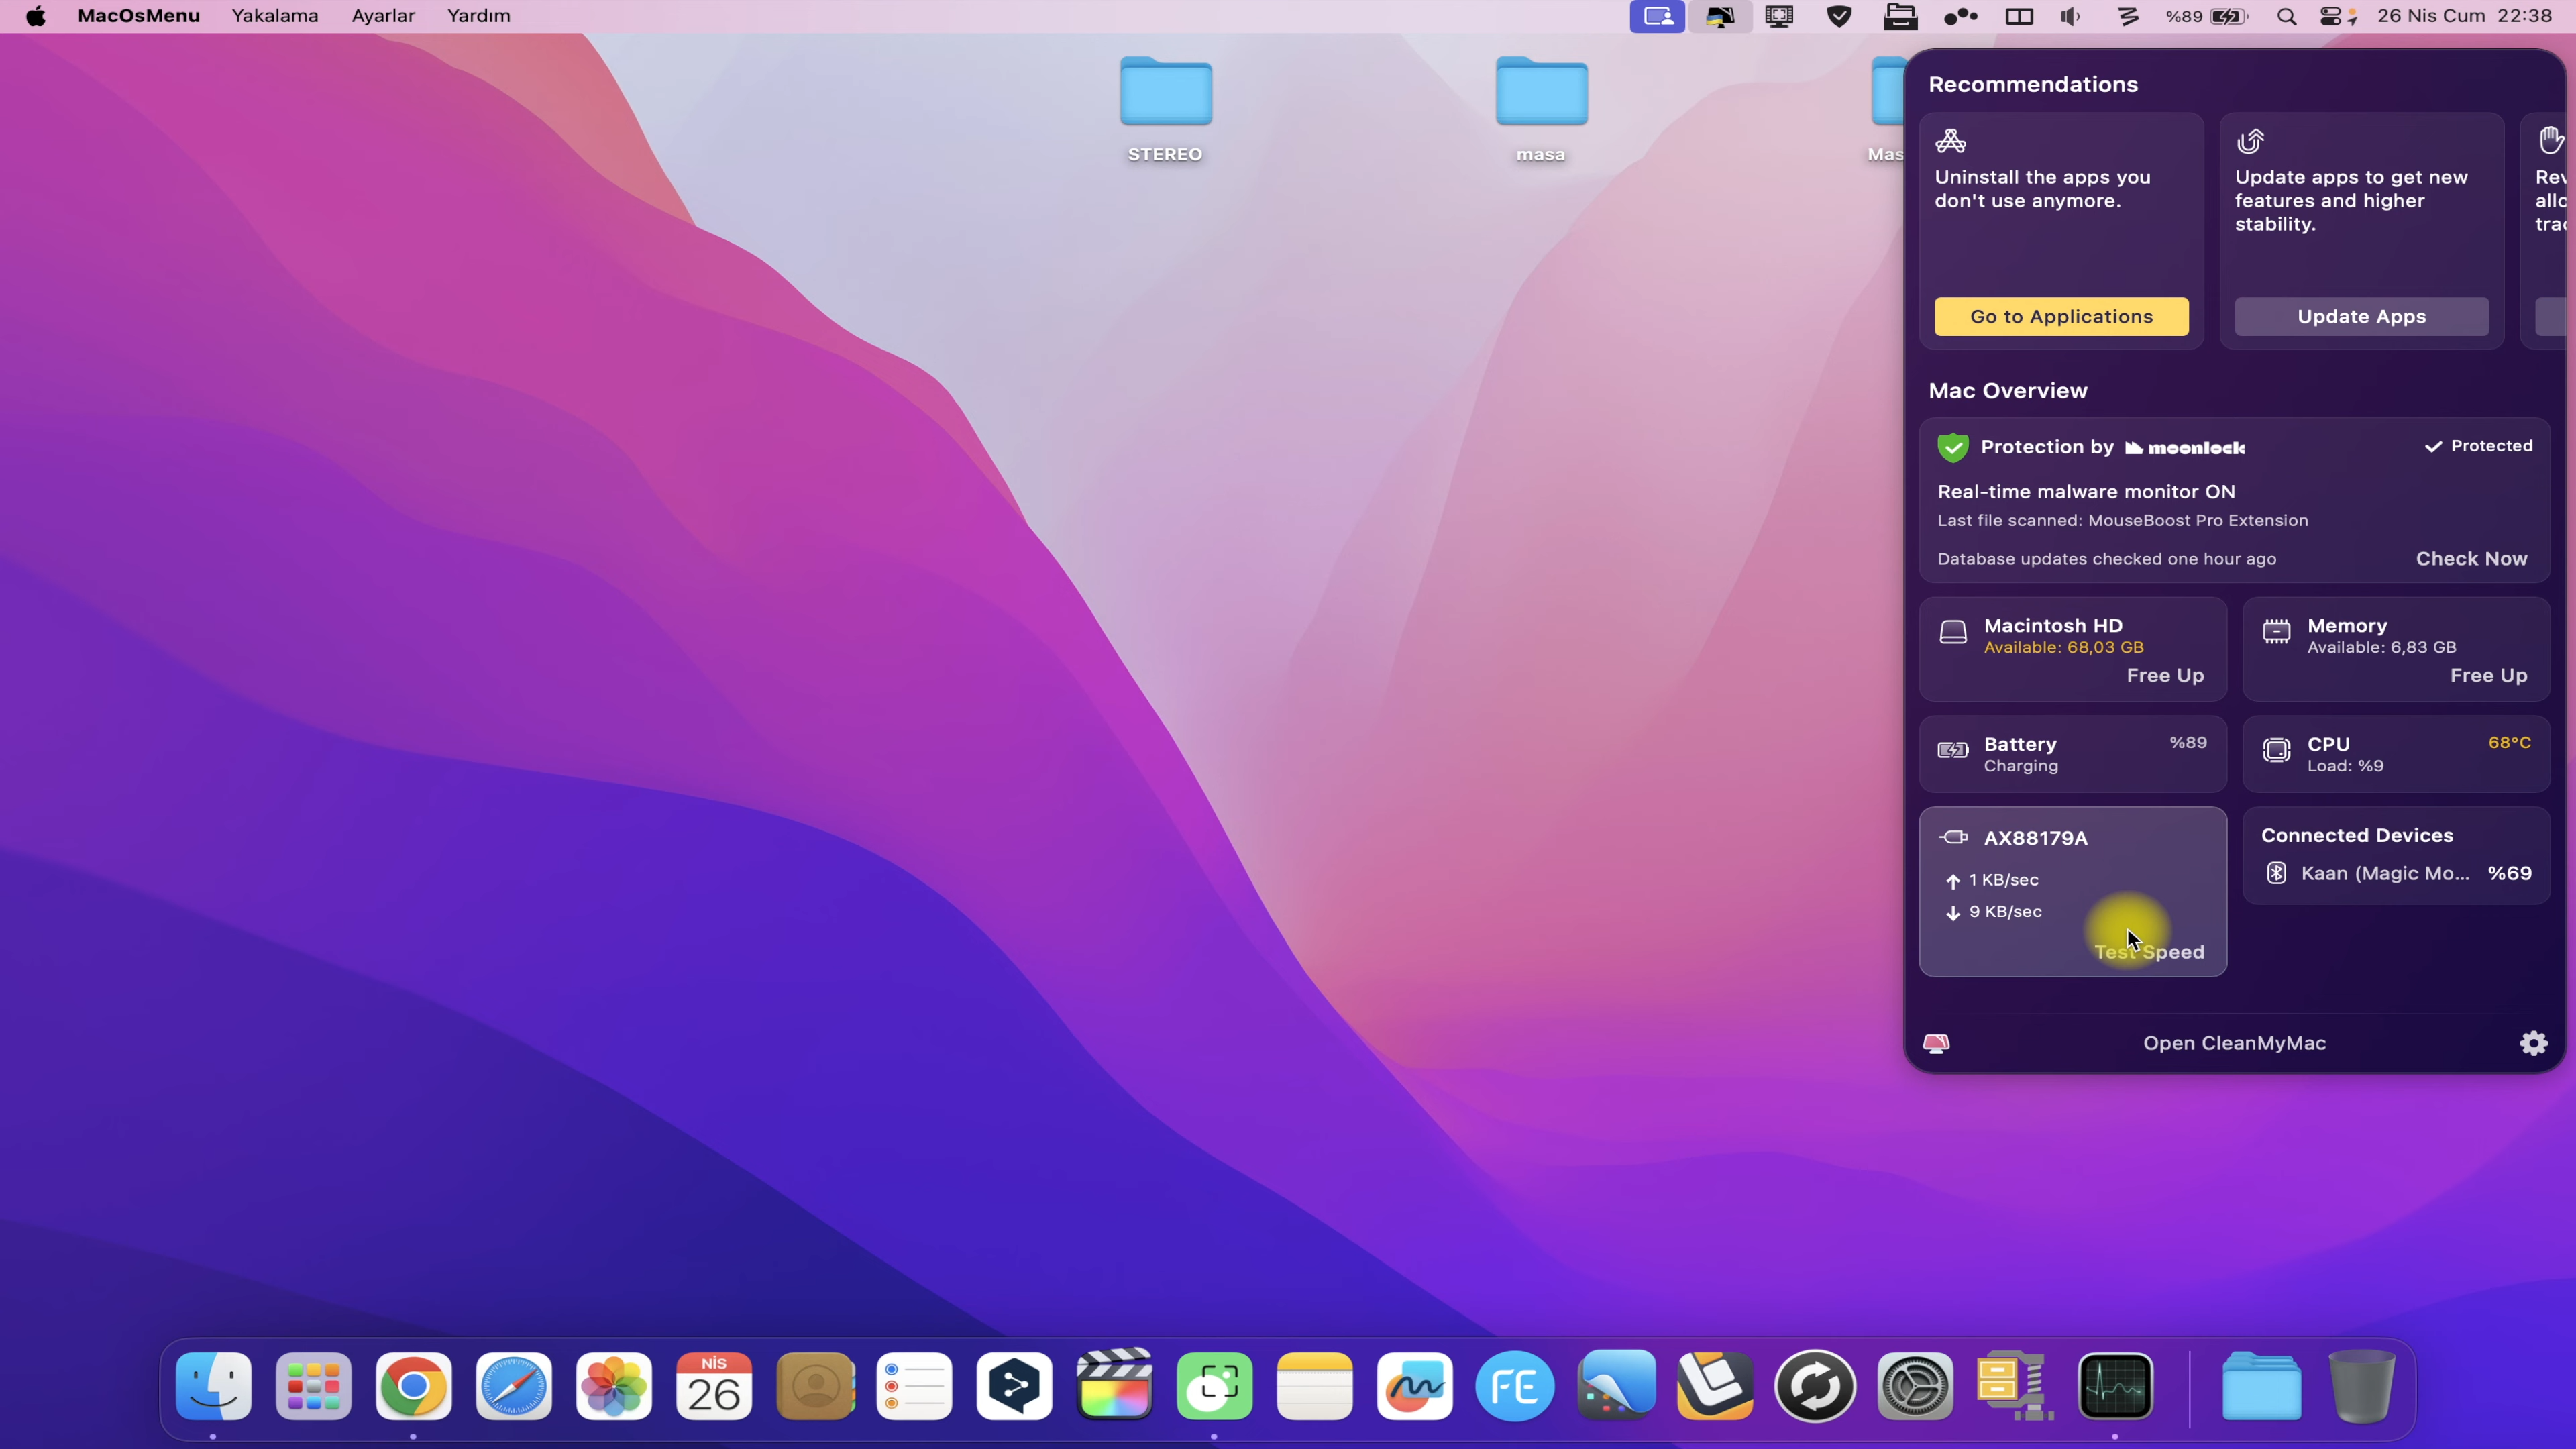 MacOsMenu Yakalama Ayarlar Yardım
%89 26 Nis Cum 22:38
STEREO
masa
Mas
Recommendations
Uninstall the apps you
don't use anymore.
Go to Applications
Update apps to get new
features and higher
stability.
Update Apps
Rev
allo
trac
Mac Overview
Protection by moonlock
Protected
Real-time malware monitor ON
Last file scanned: MouseBoost Pro Extension
Database updates checked one hour ago
Check Now
Macintosh HD
Available: 68,03 GB
Free Up
Memory
Available: 6,83 GB
Free Up
Battery %89
Charging
CPU 68°C
Load: %9
AX88179A
1 KB/sec
9 KB/sec
Test Speed
Connected Devices
Kaan (Magic Mo... %69
Open CleanMyMac
NİS
26
FE